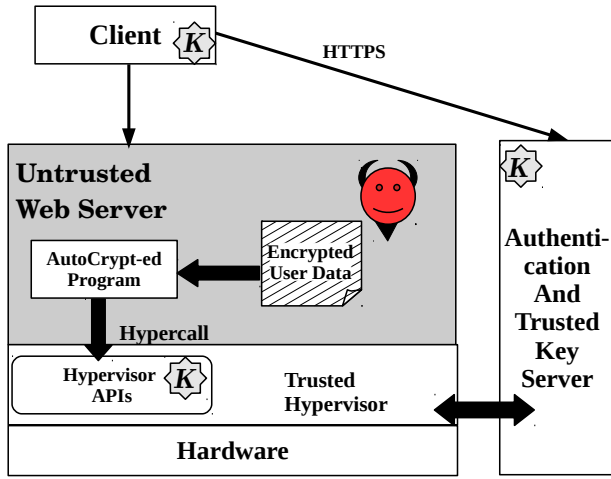 Client
K
HTTPS
Untrusted
Web Server
AutoCrypt-ed
Program
Encrypted
User Data
Hypercall
Hypervisor
APIs
K
Trusted
Hypervisor
Hardware
K
Authenti-
cation
And
Trusted
Key
Server